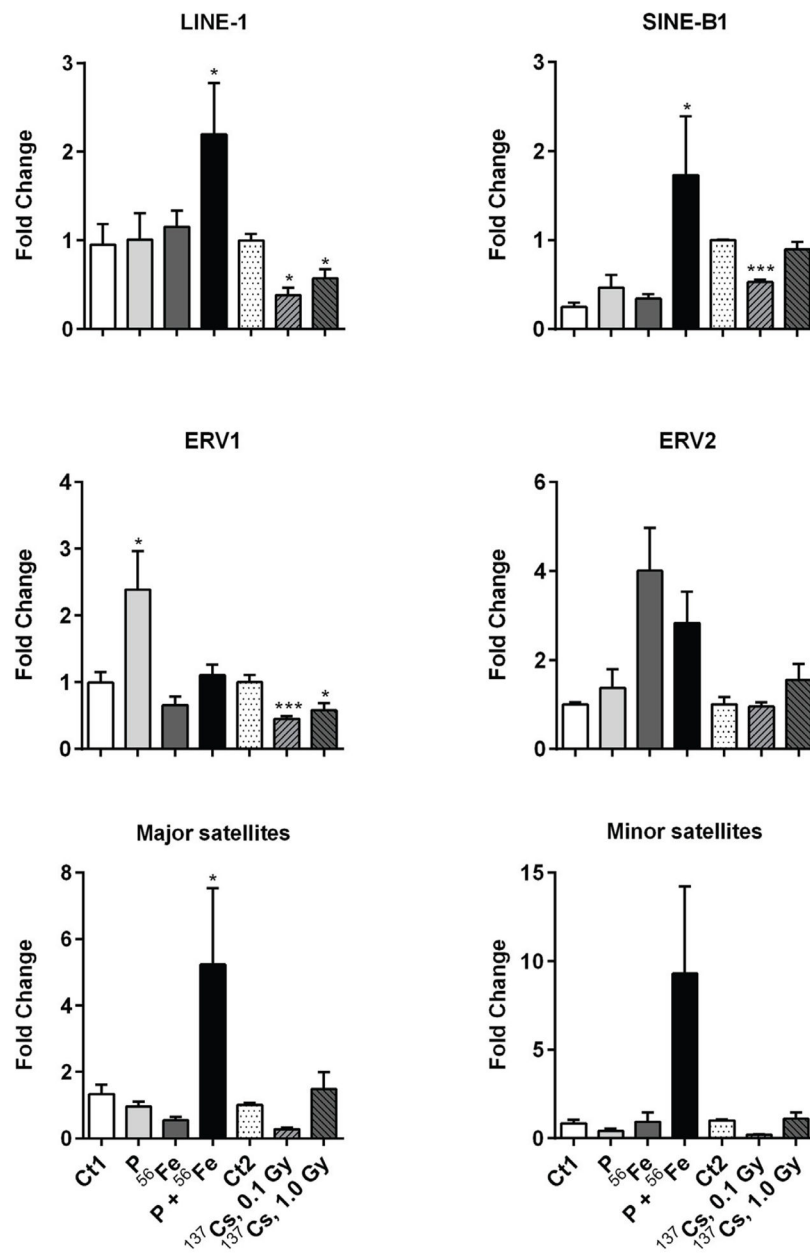 LINE-1
SINE-B1
Fold Change
3
2
1
0
*
*
*
Fold Change
3
2
1
0
*
***
ERV1
ERV2
Fold Change
4
3
2
1
0
*
***
*
Fold Change
6
4
2
0
Major satellites
Minor satellites
Fold Change
8
6
4
2
0
*
Fold Change
15
10
5
0
Ct1
P
⁵⁶Fe
P + ⁵⁶Fe
Ct2
¹³⁷Cs, 0.1 Gy
¹³⁷Cs, 1.0 Gy
Ct1
P
⁵⁶Fe
P + ⁵⁶Fe
Ct2
¹³⁷Cs, 0.1 Gy
¹³⁷Cs, 1.0 Gy